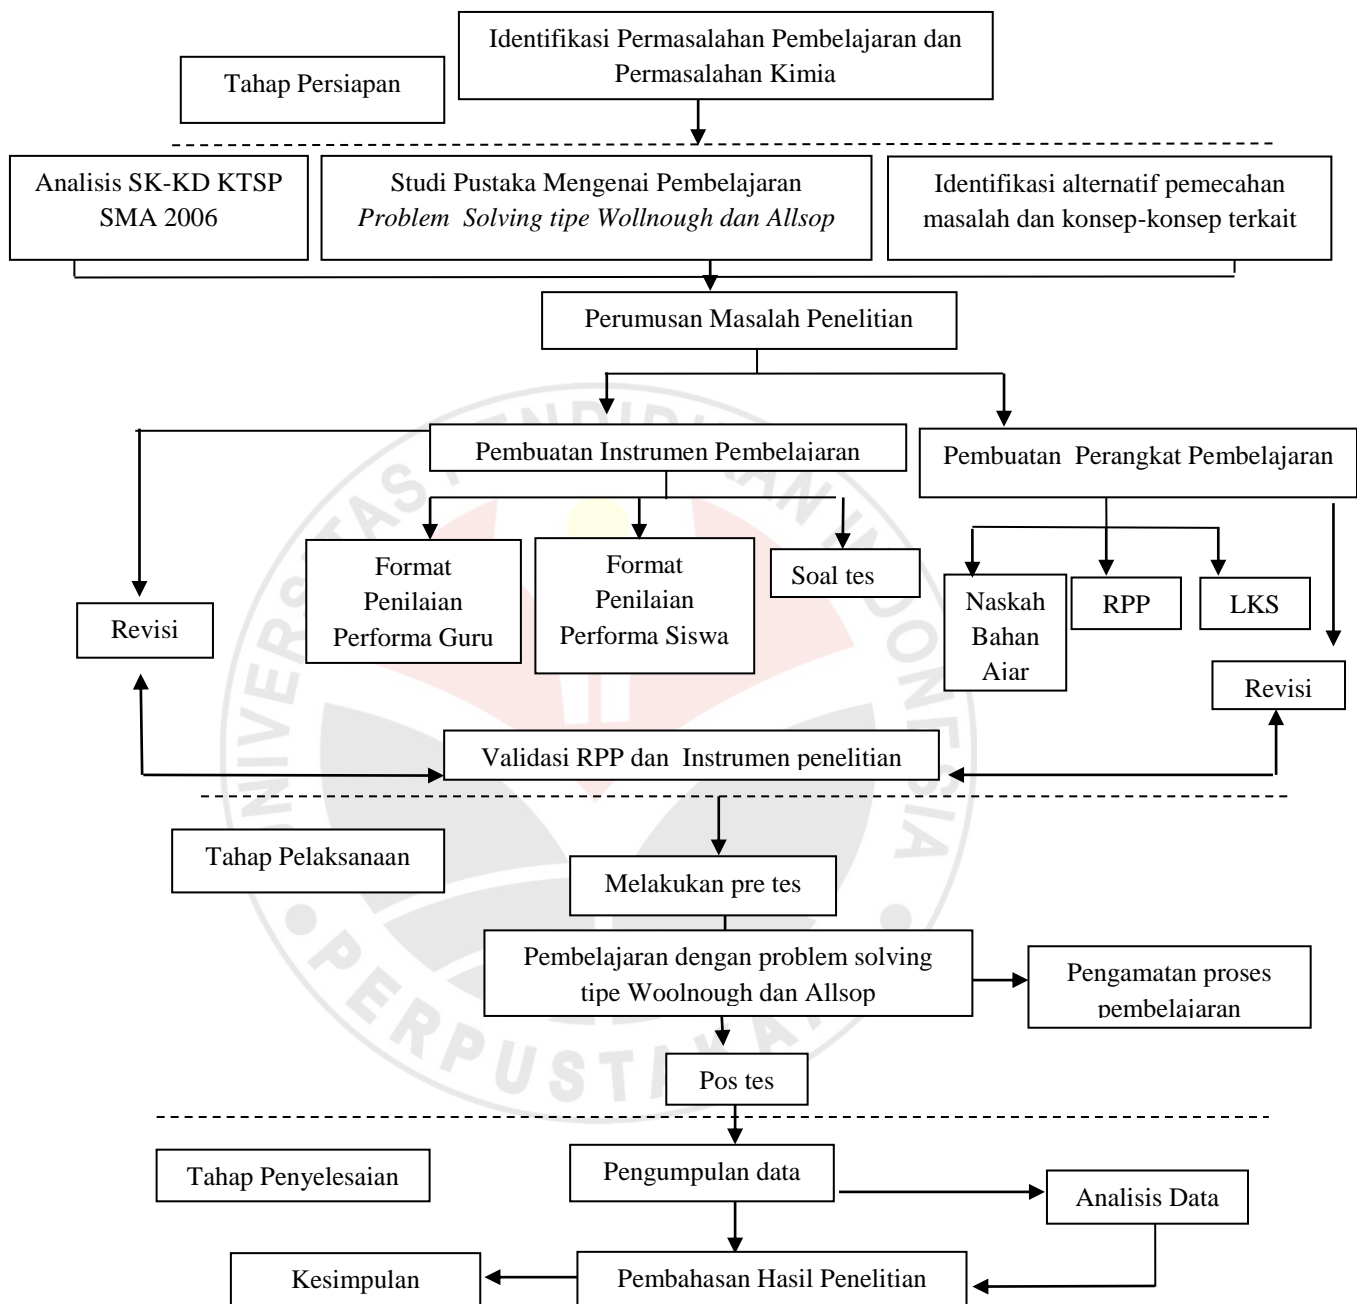 Identifikasi Permasalahan Pembelajaran dan
Permasalahan Kimia
Tahap Persiapan
Analisis SK-KD KTSP
SMA 2006
Studi Pustaka Mengenai Pembelajaran
Problem Solving tipe Wollnough dan Allsop
Identifikasi alternatif pemecahan
masalah dan konsep-konsep terkait
Perumusan Masalah Penelitian
Pembuatan Instrumen Pembelajaran
Pembuatan Perangkat Pembelajaran
Format
Penilaian
Performa Guru
Format
Penilaian
Performa Siswa
Soal tes
Naskah
Bahan
Ajar
RPP
LKS
Revisi
Revisi
Validasi RPP dan Instrumen penelitian
Tahap Pelaksanaan
Melakukan pre tes
Pembelajaran dengan problem solving
tipe Woolnough dan Allsop
Pengamatan proses
pembelajaran
Pos tes
Tahap Penyelesaian
Pengumpulan data
Analisis Data
Kesimpulan
Pembahasan Hasil Penelitian
UNIVERSITAS PENDIDIKAN INDONESIA
PERPUSTAKAAN